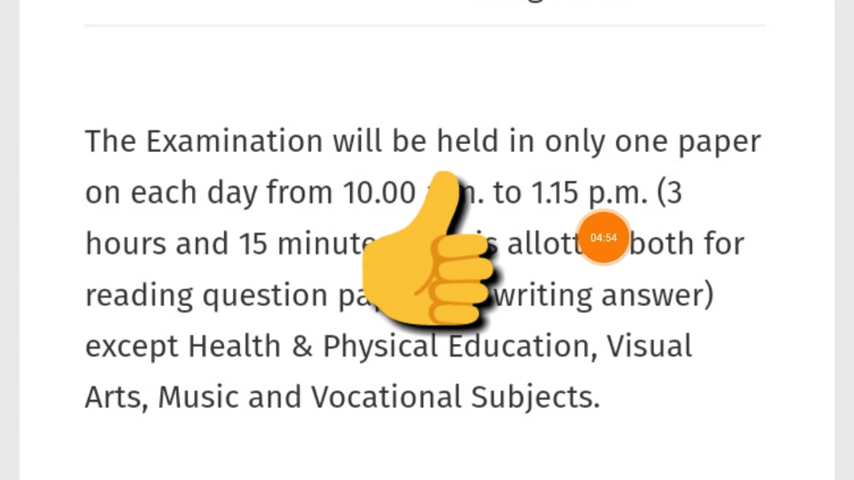 The Examination will be held in only one paper
on each day from 10.00 to 1.15 p.m. (3
hours and 15 both for
reading question writing answer)
except Health & Physical Education, Visual
Arts, Music and Vocational Subjects.
04:54